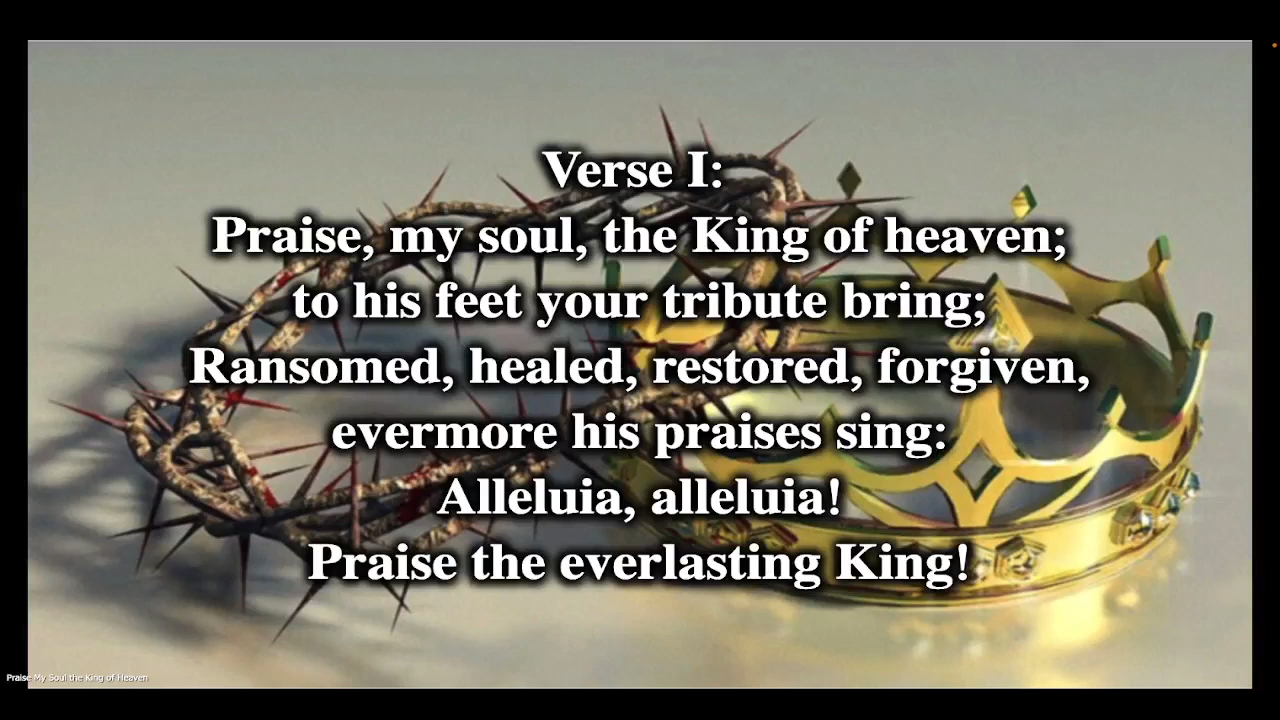 Verse I:
Praise, my soul, the King of heaven;
to his feet your tribute bring;
Ransomed, healed, restored, forgiven,
evermore his praises sing:
Alleluia, alleluia!
Praise the everlasting King!
Praise My Soul the King of Heaven